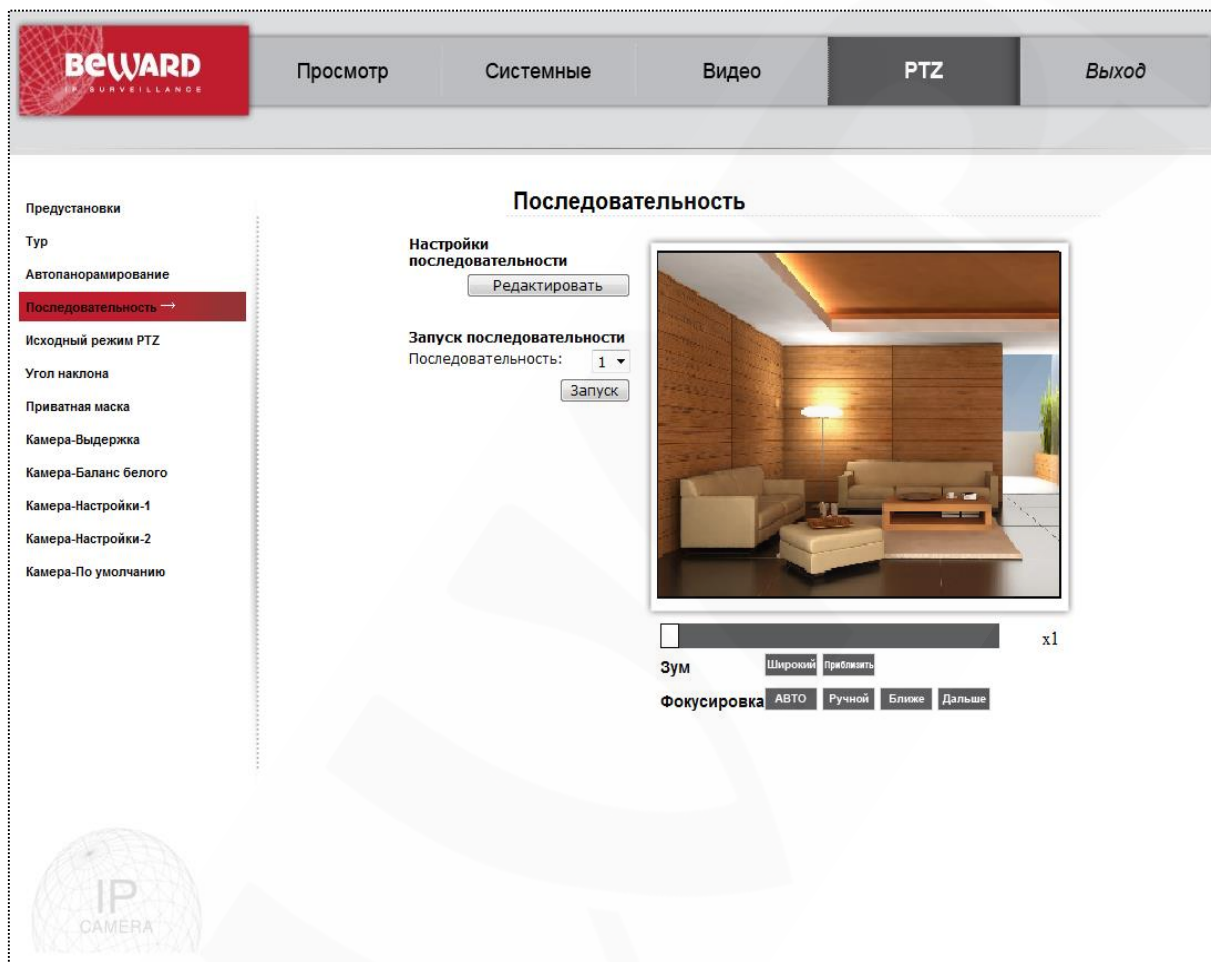 BEWARD
IP SURVEILLANCE
Просмотр
Системные
Видео
PTZ
Выход
Предустановки
Тур
Автопанорамирование
Последовательность →
Исходный режим PTZ
Угол наклона
Приватная маска
Камера-Выдержка
Камера-Баланс белого
Камера-Настройки-1
Камера-Настройки-2
Камера-По умолчанию
Последовательность
Настройки
последовательности
Редактировать
Запуск последовательности
Последовательность: 1
Запуск
x1
Зум Широкий Приблизить
Фокусировка АВТО Ручной Ближе Дальше
IP
CAMERA